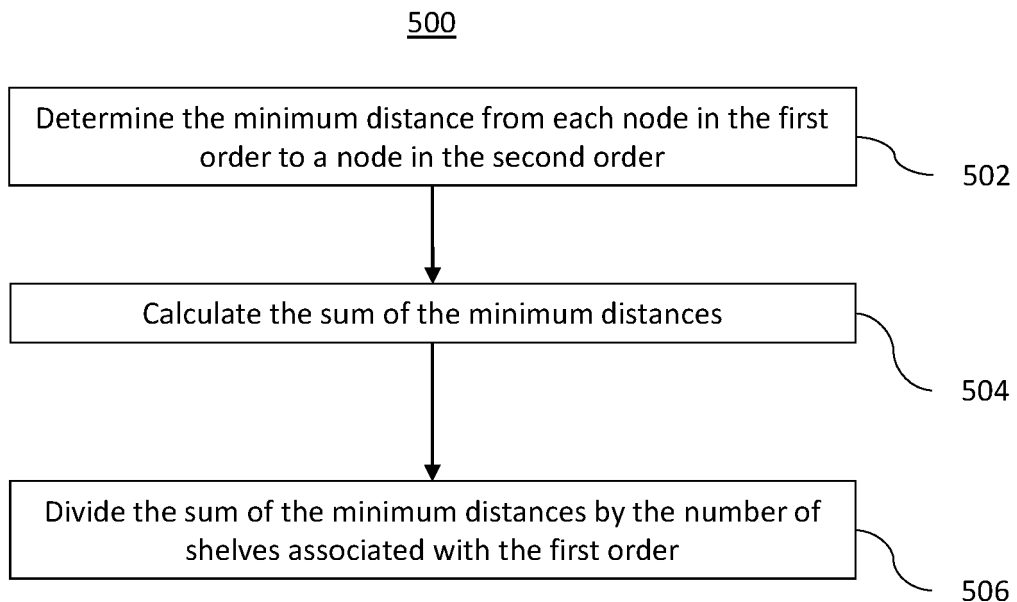 500
Determine the minimum distance from each node in the first
order to a node in the second order
502
Calculate the sum of the minimum distances
504
Divide the sum of the minimum distances by the number of
shelves associated with the first order
506